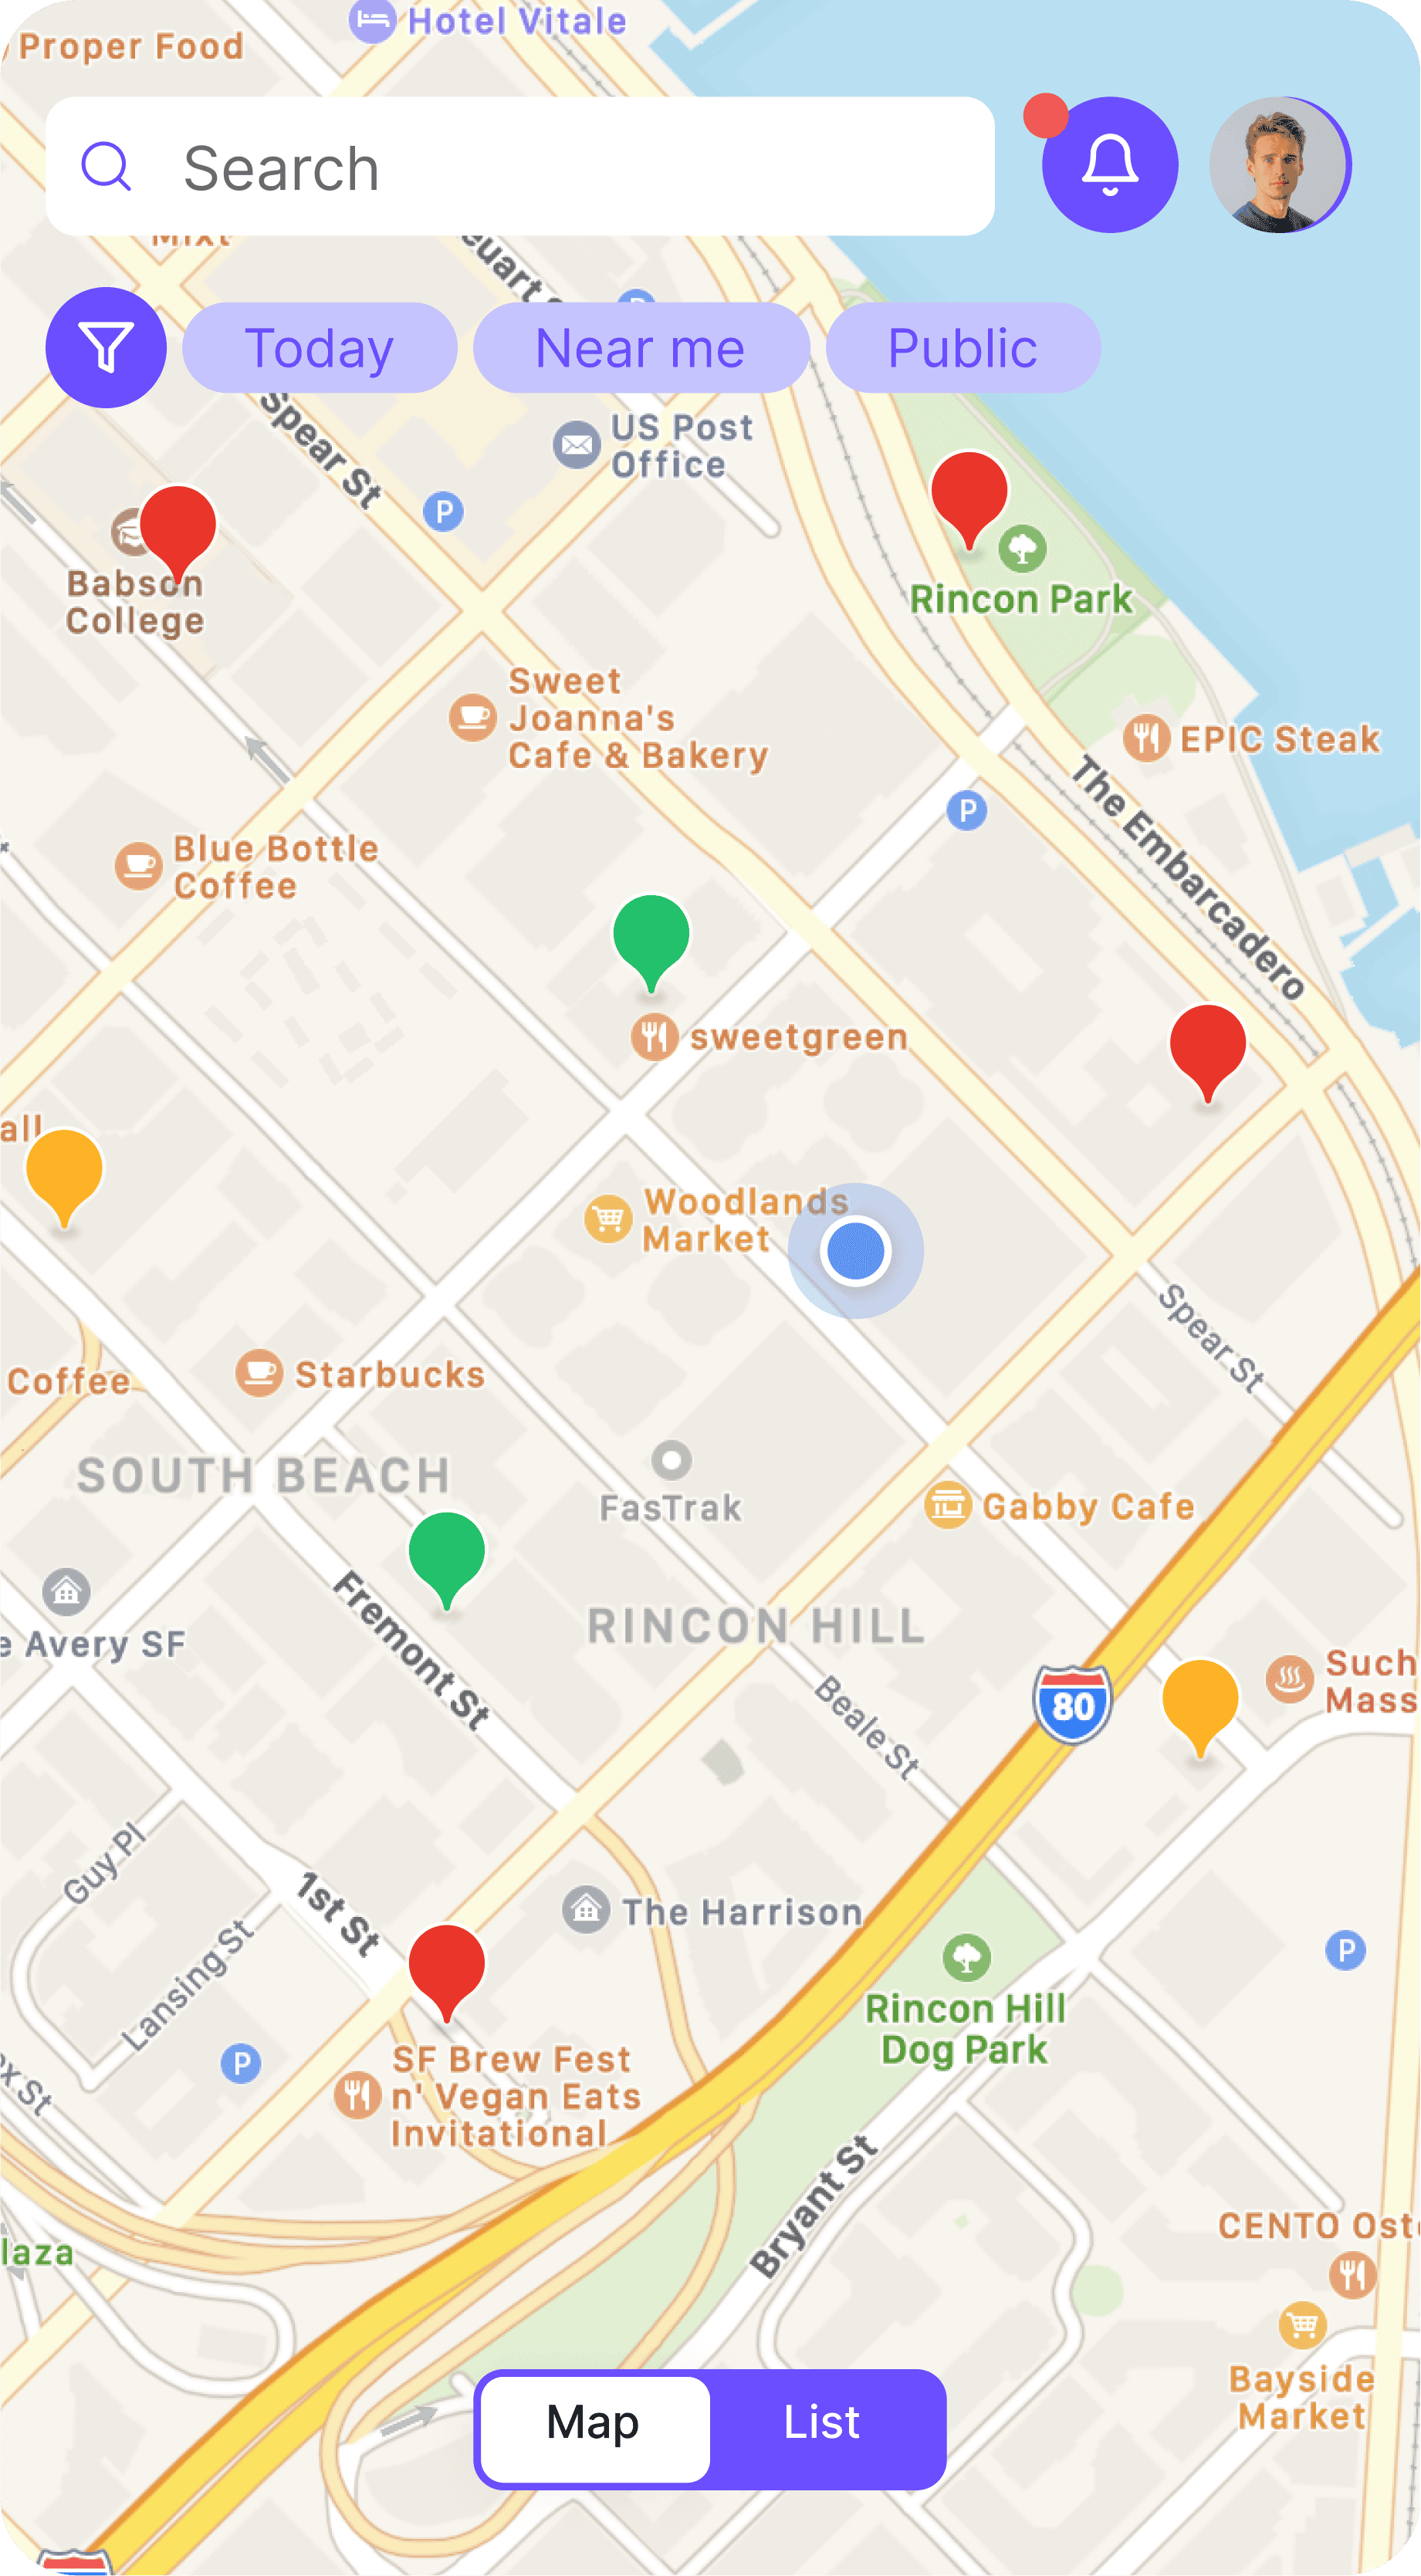 Hotel Vitale
Proper Food
Search
Mixt
Today
Near me
Public
Spear St
US Post
Office
P
Babson
College
Rincon Park
Sweet
Joanna's
Cafe & Bakery
EPIC Steak
The Embarcadero
P
Blue Bottle
Coffee
sweetgreen
all
Woodlands
Market
Spear St
Coffee
Starbucks
SOUTH BEACH
FasTrak
Gabby Cafe
e Avery SF
Fremont St
RINCON HILL
Such
Mass
Beale St
80
Guy Pl
1st St
The Harrison
Lansing St
P
Rincon Hill
Dog Park
P
SF Brew Fest
n' Vegan Eats
Invitational
x St
Bryant St
CENTO Oste
laza
Bayside
Market
Map
List